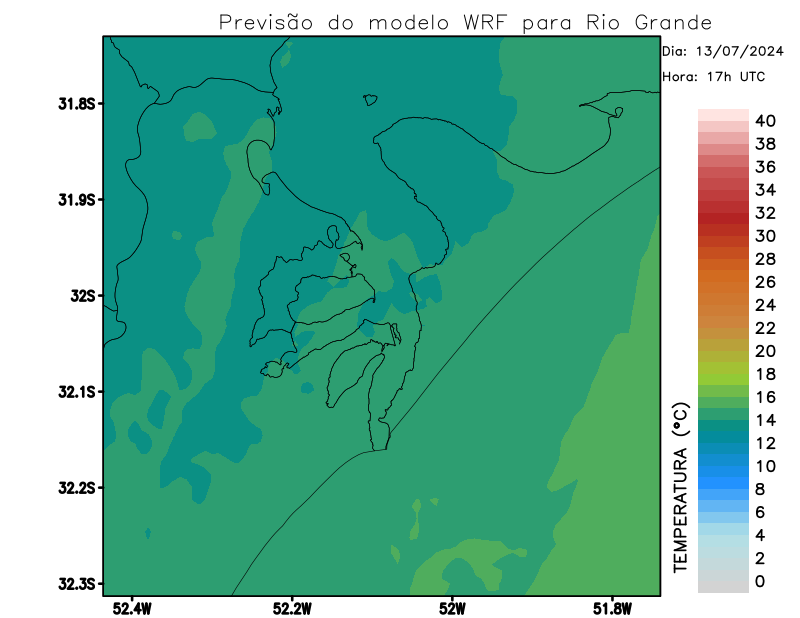 Previsão do modelo WRF para Rio Grande
Dia: 13/07/2024
Hora: 17h UTC
31.8S
31.9S
32S
32.1S
32.2S
32.3S
52.4W
52.2W
52W
51.8W
TEMPERATURA (°C)
40
38
36
34
32
30
28
26
24
22
20
18
16
14
12
10
8
6
4
2
0